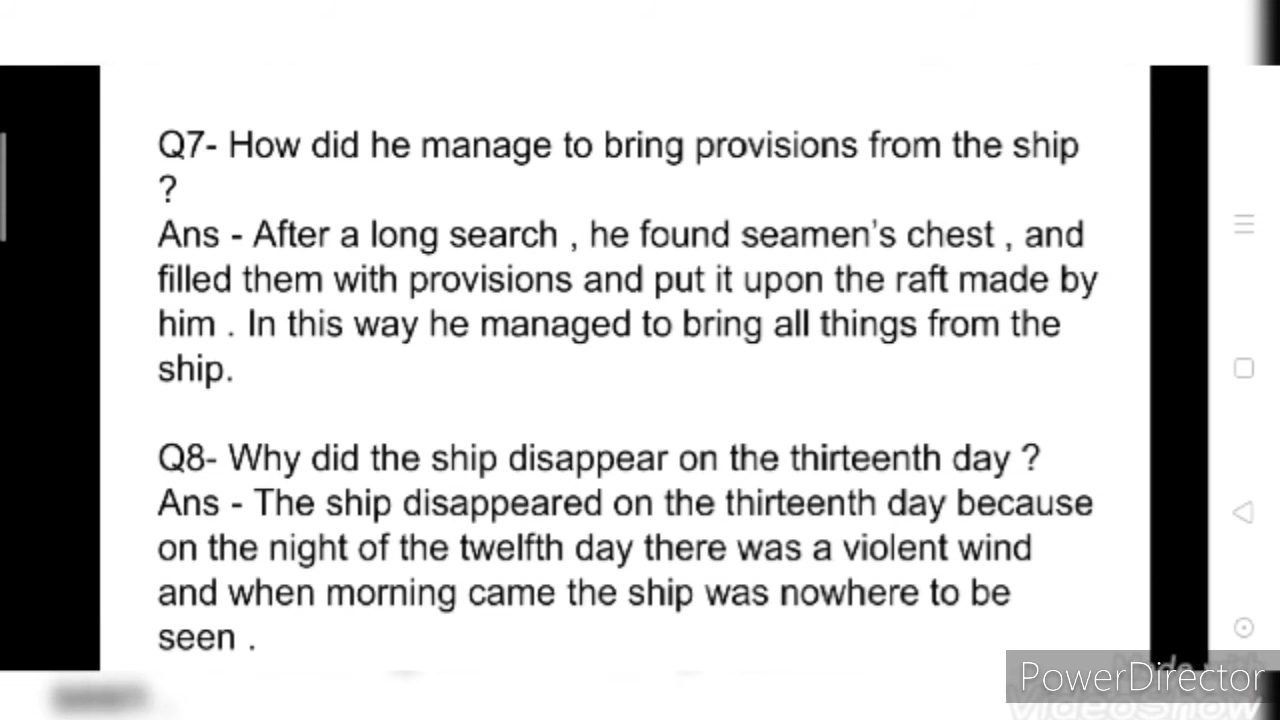 Q7- How did he manage to bring provisions from the ship
?
Ans - After a long search , he found seamen's chest , and
filled them with provisions and put it upon the raft made by
him . In this way he managed to bring all things from the
ship.
Q8- Why did the ship disappear on the thirteenth day ?
Ans - The ship disappeared on the thirteenth day because
on the night of the twelfth day there was a violent wind
and when morning came the ship was nowhere to be
seen .
PowerDirector
VideoShow